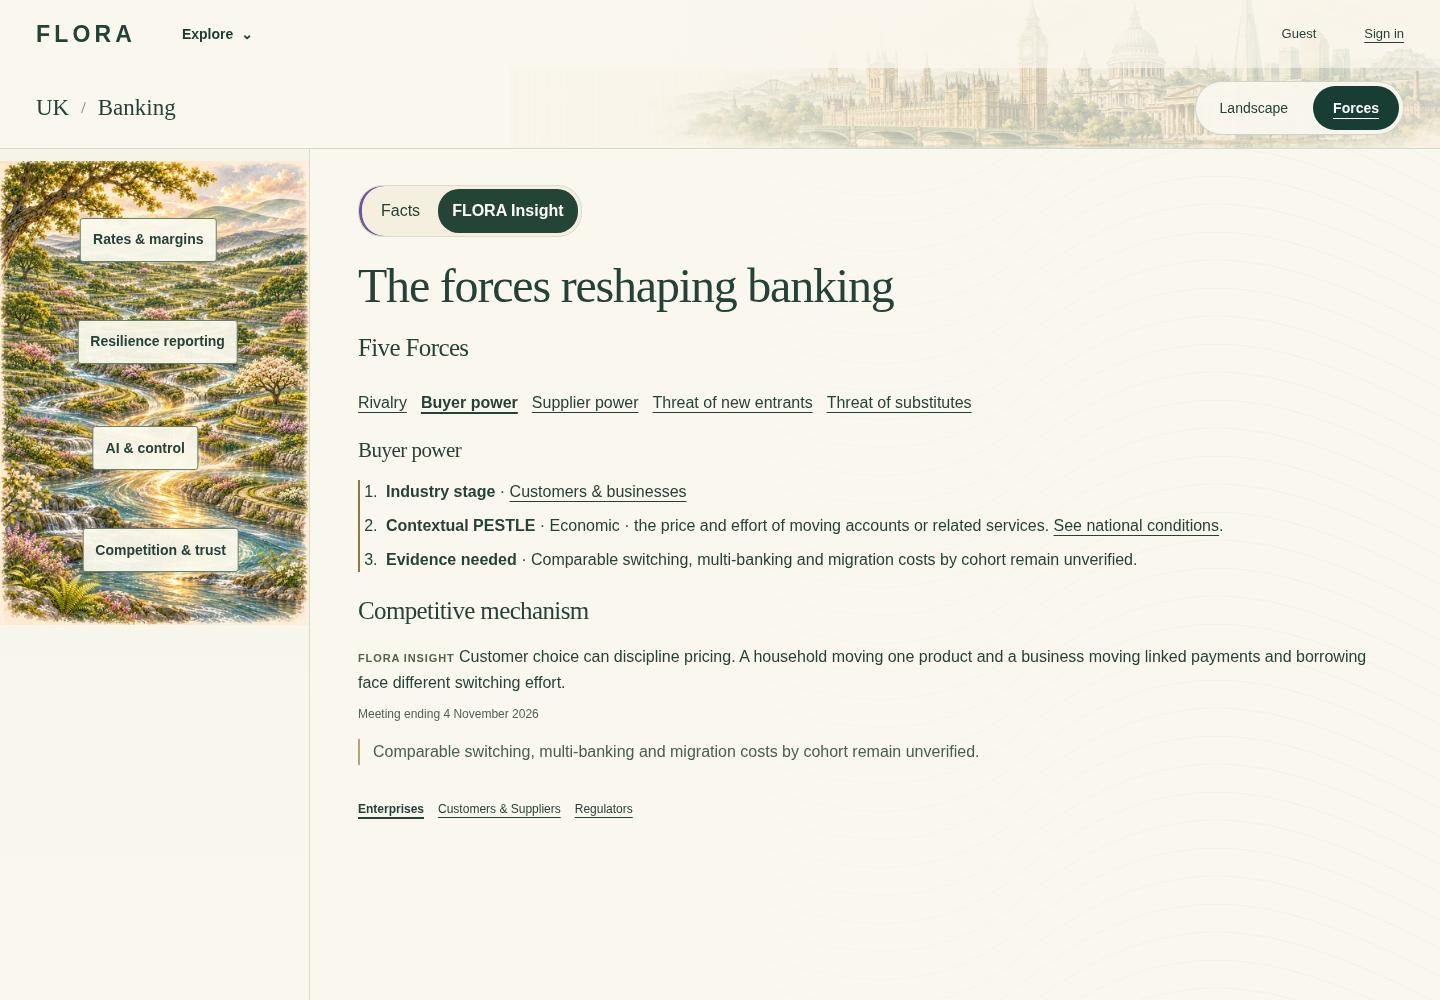 FLORA
Explore
Guest
Sign in
UK / Banking
Landscape
Forces
Rates & margins
Resilience reporting
AI & control
Competition & trust
Facts
FLORA Insight
The forces reshaping banking
Five Forces
Rivalry Buyer power Supplier power Threat of new entrants Threat of substitutes
Buyer power
1. Industry stage · Customers & businesses
2. Contextual PESTLE · Economic · the price and effort of moving accounts or related services. See national conditions.
3. Evidence needed · Comparable switching, multi-banking and migration costs by cohort remain unverified.
Competitive mechanism
FLORA INSIGHT Customer choice can discipline pricing. A household moving one product and a business moving linked payments and borrowing
face different switching effort.
Meeting ending 4 November 2026
Comparable switching, multi-banking and migration costs by cohort remain unverified.
Enterprises Customers & Suppliers Regulators